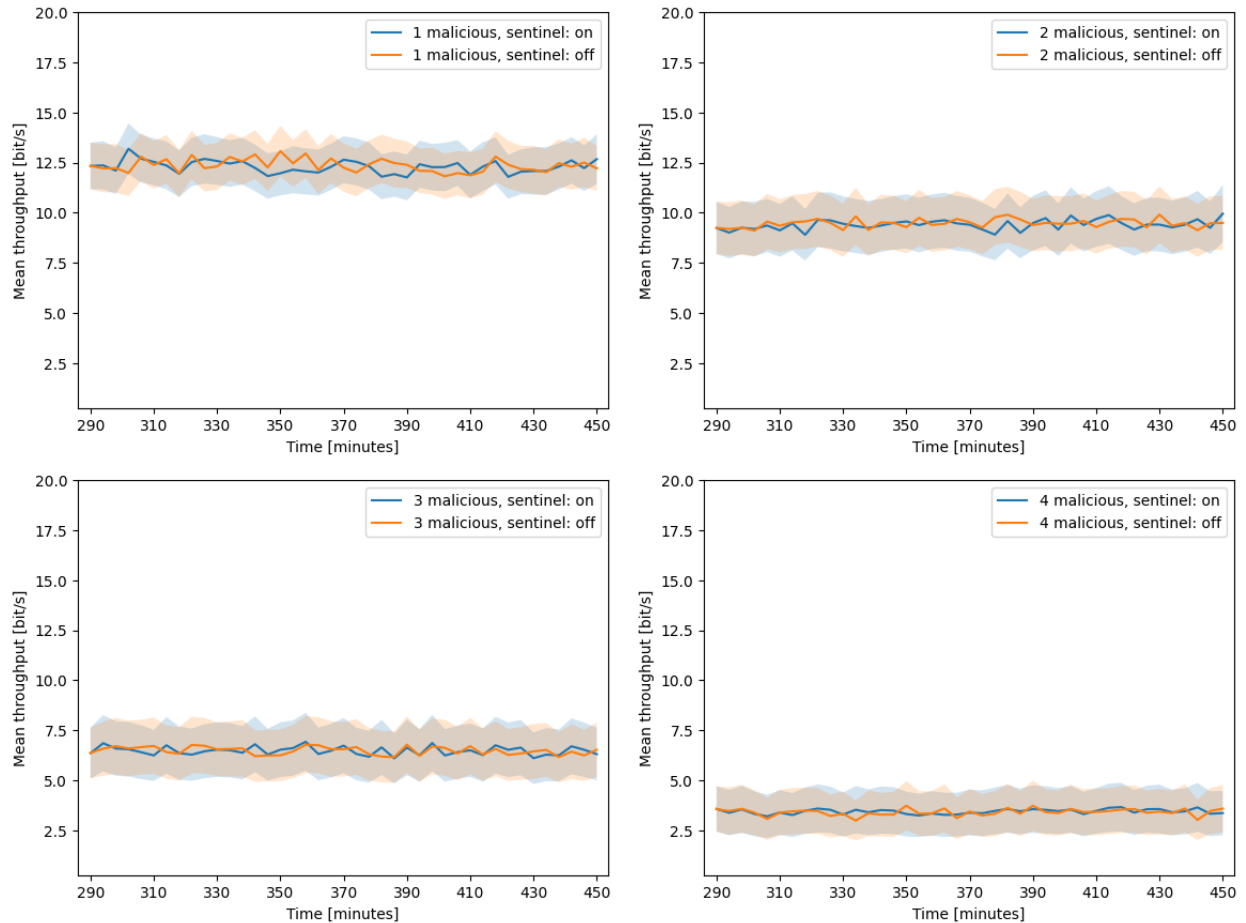 20.0
17.5
15.0
12.5
10.0
7.5
5.0
2.5
Mean throughput [bit/s]
1 malicious, sentinel: on
1 malicious, sentinel: off
290 310 330 350 370 390 410 430 450
Time [minutes]
20.0
17.5
15.0
12.5
10.0
7.5
5.0
2.5
Mean throughput [bit/s]
2 malicious, sentinel: on
2 malicious, sentinel: off
290 310 330 350 370 390 410 430 450
Time [minutes]
20.0
17.5
15.0
12.5
10.0
7.5
5.0
2.5
Mean throughput [bit/s]
3 malicious, sentinel: on
3 malicious, sentinel: off
290 310 330 350 370 390 410 430 450
Time [minutes]
20.0
17.5
15.0
12.5
10.0
7.5
5.0
2.5
Mean throughput [bit/s]
4 malicious, sentinel: on
4 malicious, sentinel: off
290 310 330 350 370 390 410 430 450
Time [minutes]